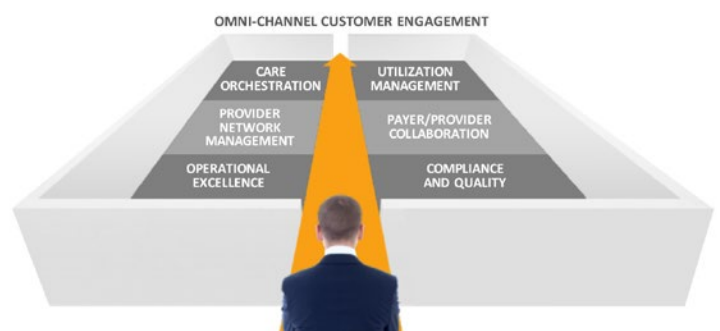 OMNI-CHANNEL CUSTOMER ENGAGEMENT
CARE
ORCHESTRATION
UTILIZATION
MANAGEMENT
PROVIDER
NETWORK
MANAGEMENT
PAYER/PROVIDER
COLLABORATION
OPERATIONAL
EXCELLENCE
COMPLIANCE
AND QUALITY